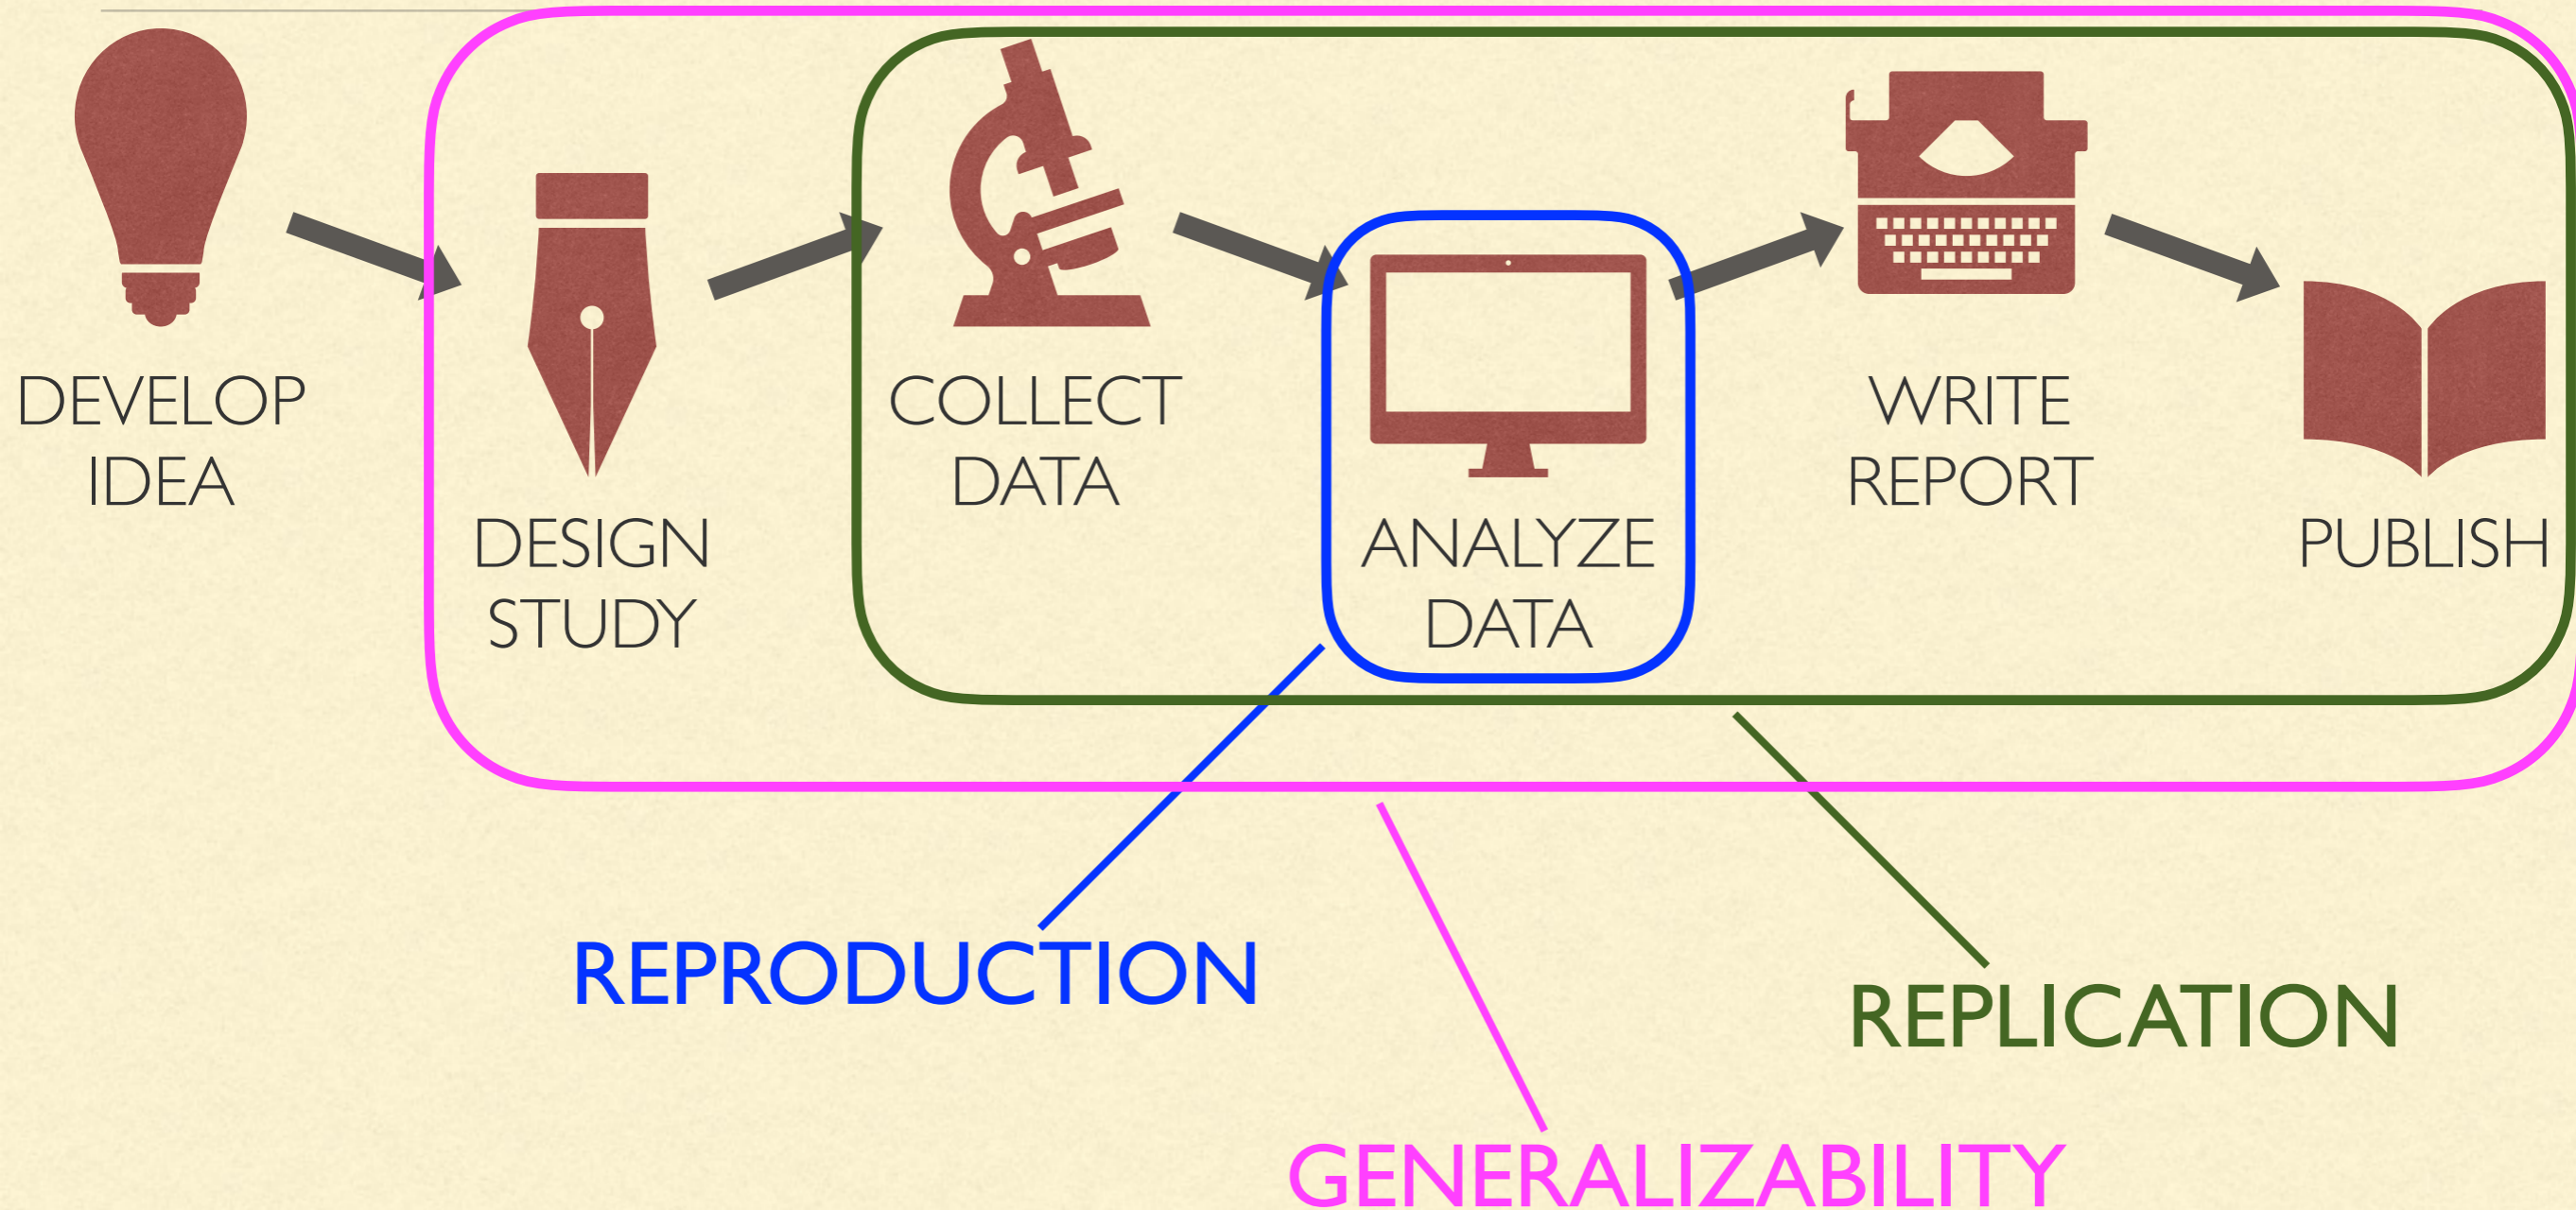 DEVELOP
IDEA
DESIGN
STUDY
COLLECT
DATA
ANALYZE
DATA
WRITE
REPORT
PUBLISH
REPRODUCTION
REPLICATION
GENERALIZABILITY